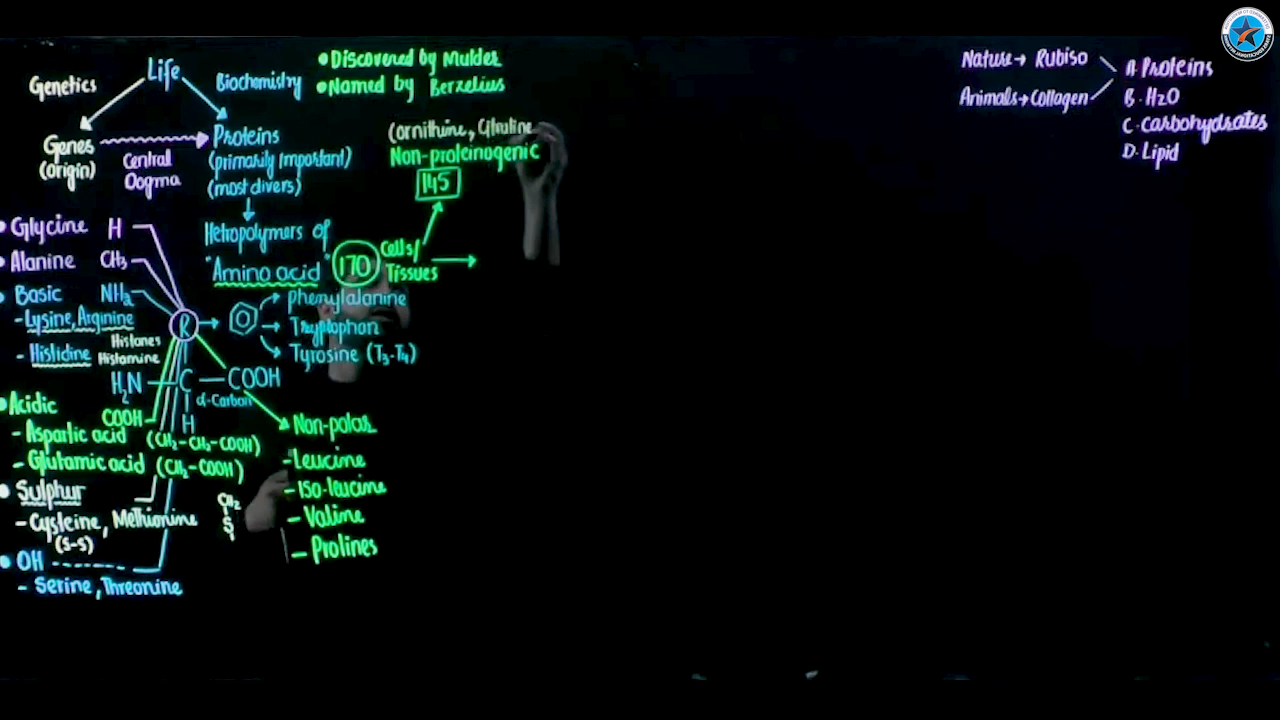 Life
Genetics
Biochemistry
Genes
(origin)
Central
Dogma
Proteins
(primarily Important)
(most divers)
Hetropolymers of
"Amino acid"
•Discovered by Mulder
•Named by Berzelius
(ornithine, Citruline
Non-proteinogenic
145
170 Cells/
Tissues
• Glycine H
• Alanine CH3
• Basic NH2
- Lysine, Arginine
- Histidine Histones
Histamine
R
phenylalanine
Tryptophan
Tyrosine (T3-T4)
H2N C COOH
α-Carbon
H
•Acidic COOH
- Aspartic acid (CH2-CH2-COOH)
- Glutamic acid (CH2-COOH)
• Sulphur
- Cysteine, Methionine
(S-S)
CH2
S
• OH
- Serine, Threonine
Non-polar
-Leucine
- Iso-leucine
- Valine
- Prolines
Nature→ Rubiso
Animals→Collagen
A. Proteins
B. H2O
C. Carbohydrates
D. Lipid